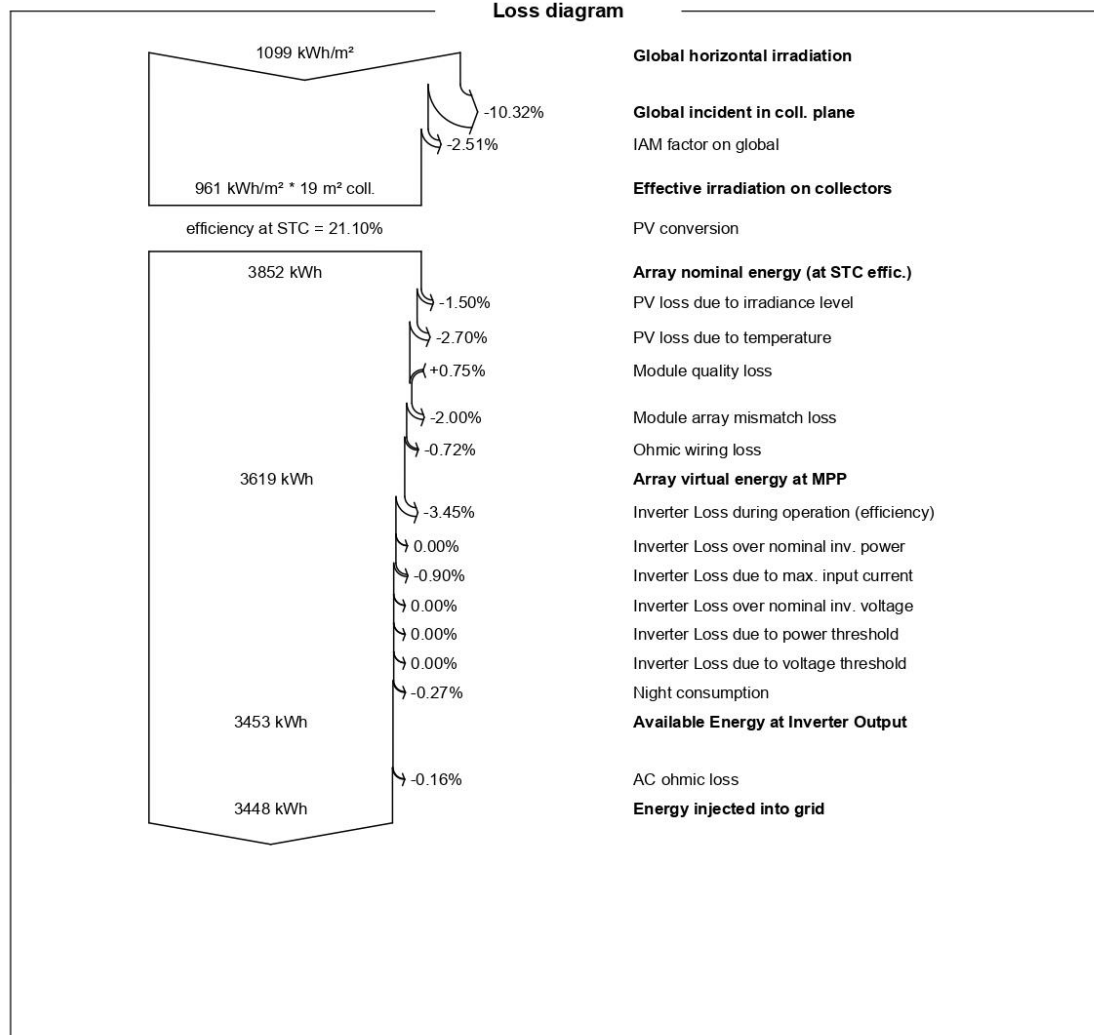 Loss diagram
1099 kWh/m² Global horizontal irradiation
-10.32% Global incident in coll. plane
-2.51% IAM factor on global
961 kWh/m² * 19 m² coll. Effective irradiation on collectors
efficiency at STC = 21.10% PV conversion
3852 kWh Array nominal energy (at STC effic.)
-1.50% PV loss due to irradiance level
-2.70% PV loss due to temperature
+0.75% Module quality loss
-2.00% Module array mismatch loss
-0.72% Ohmic wiring loss
3619 kWh Array virtual energy at MPP
-3.45% Inverter Loss during operation (efficiency)
0.00% Inverter Loss over nominal inv. power
-0.90% Inverter Loss due to max. input current
0.00% Inverter Loss over nominal inv. voltage
0.00% Inverter Loss due to power threshold
0.00% Inverter Loss due to voltage threshold
-0.27% Night consumption
3453 kWh Available Energy at Inverter Output
-0.16% AC ohmic loss
3448 kWh Energy injected into grid